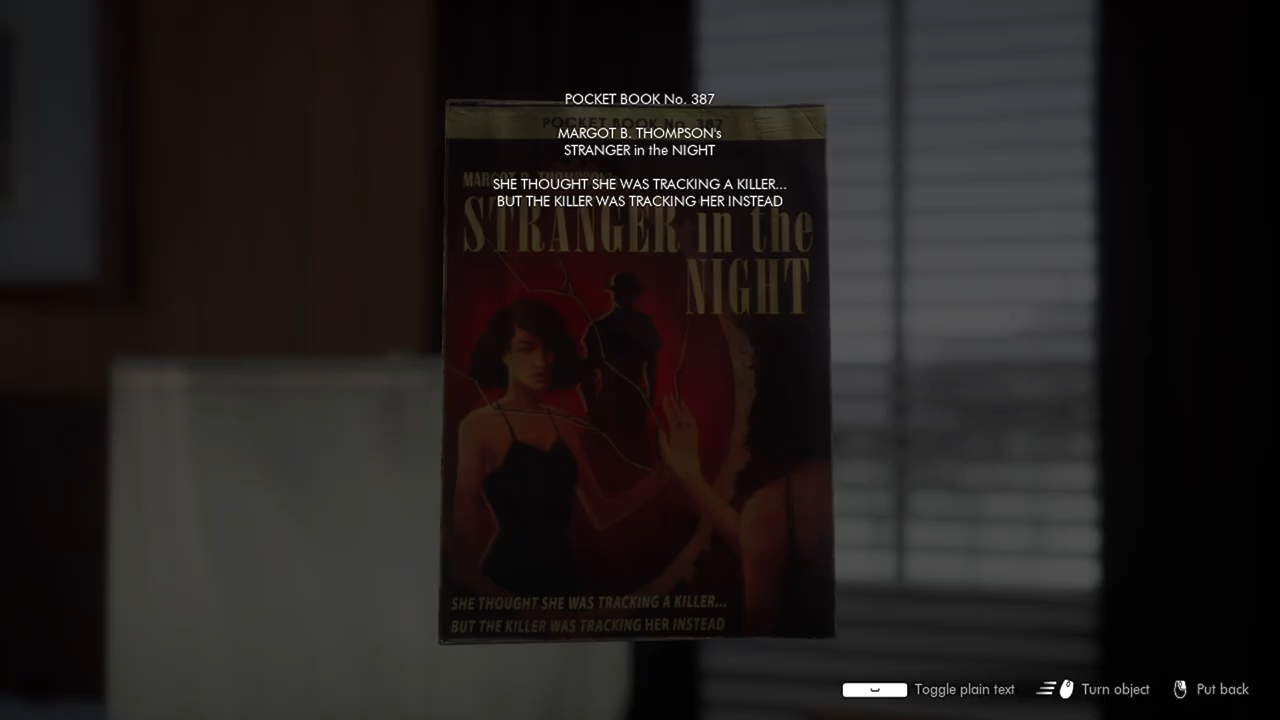 POCKET BOOK No. 387
MARGOT B. THOMPSON's
STRANGER in the NIGHT
SHE THOUGHT SHE WAS TRACKING A KILLER...
BUT THE KILLER WAS TRACKING HER INSTEAD
POCKET BOOK No. 387
MARGOT B. THOMPSON's
STRANGER in the
NIGHT
SHE THOUGHT SHE WAS TRACKING A KILLER...
BUT THE KILLER WAS TRACKING HER INSTEAD
Toggle plain text Turn object Put back